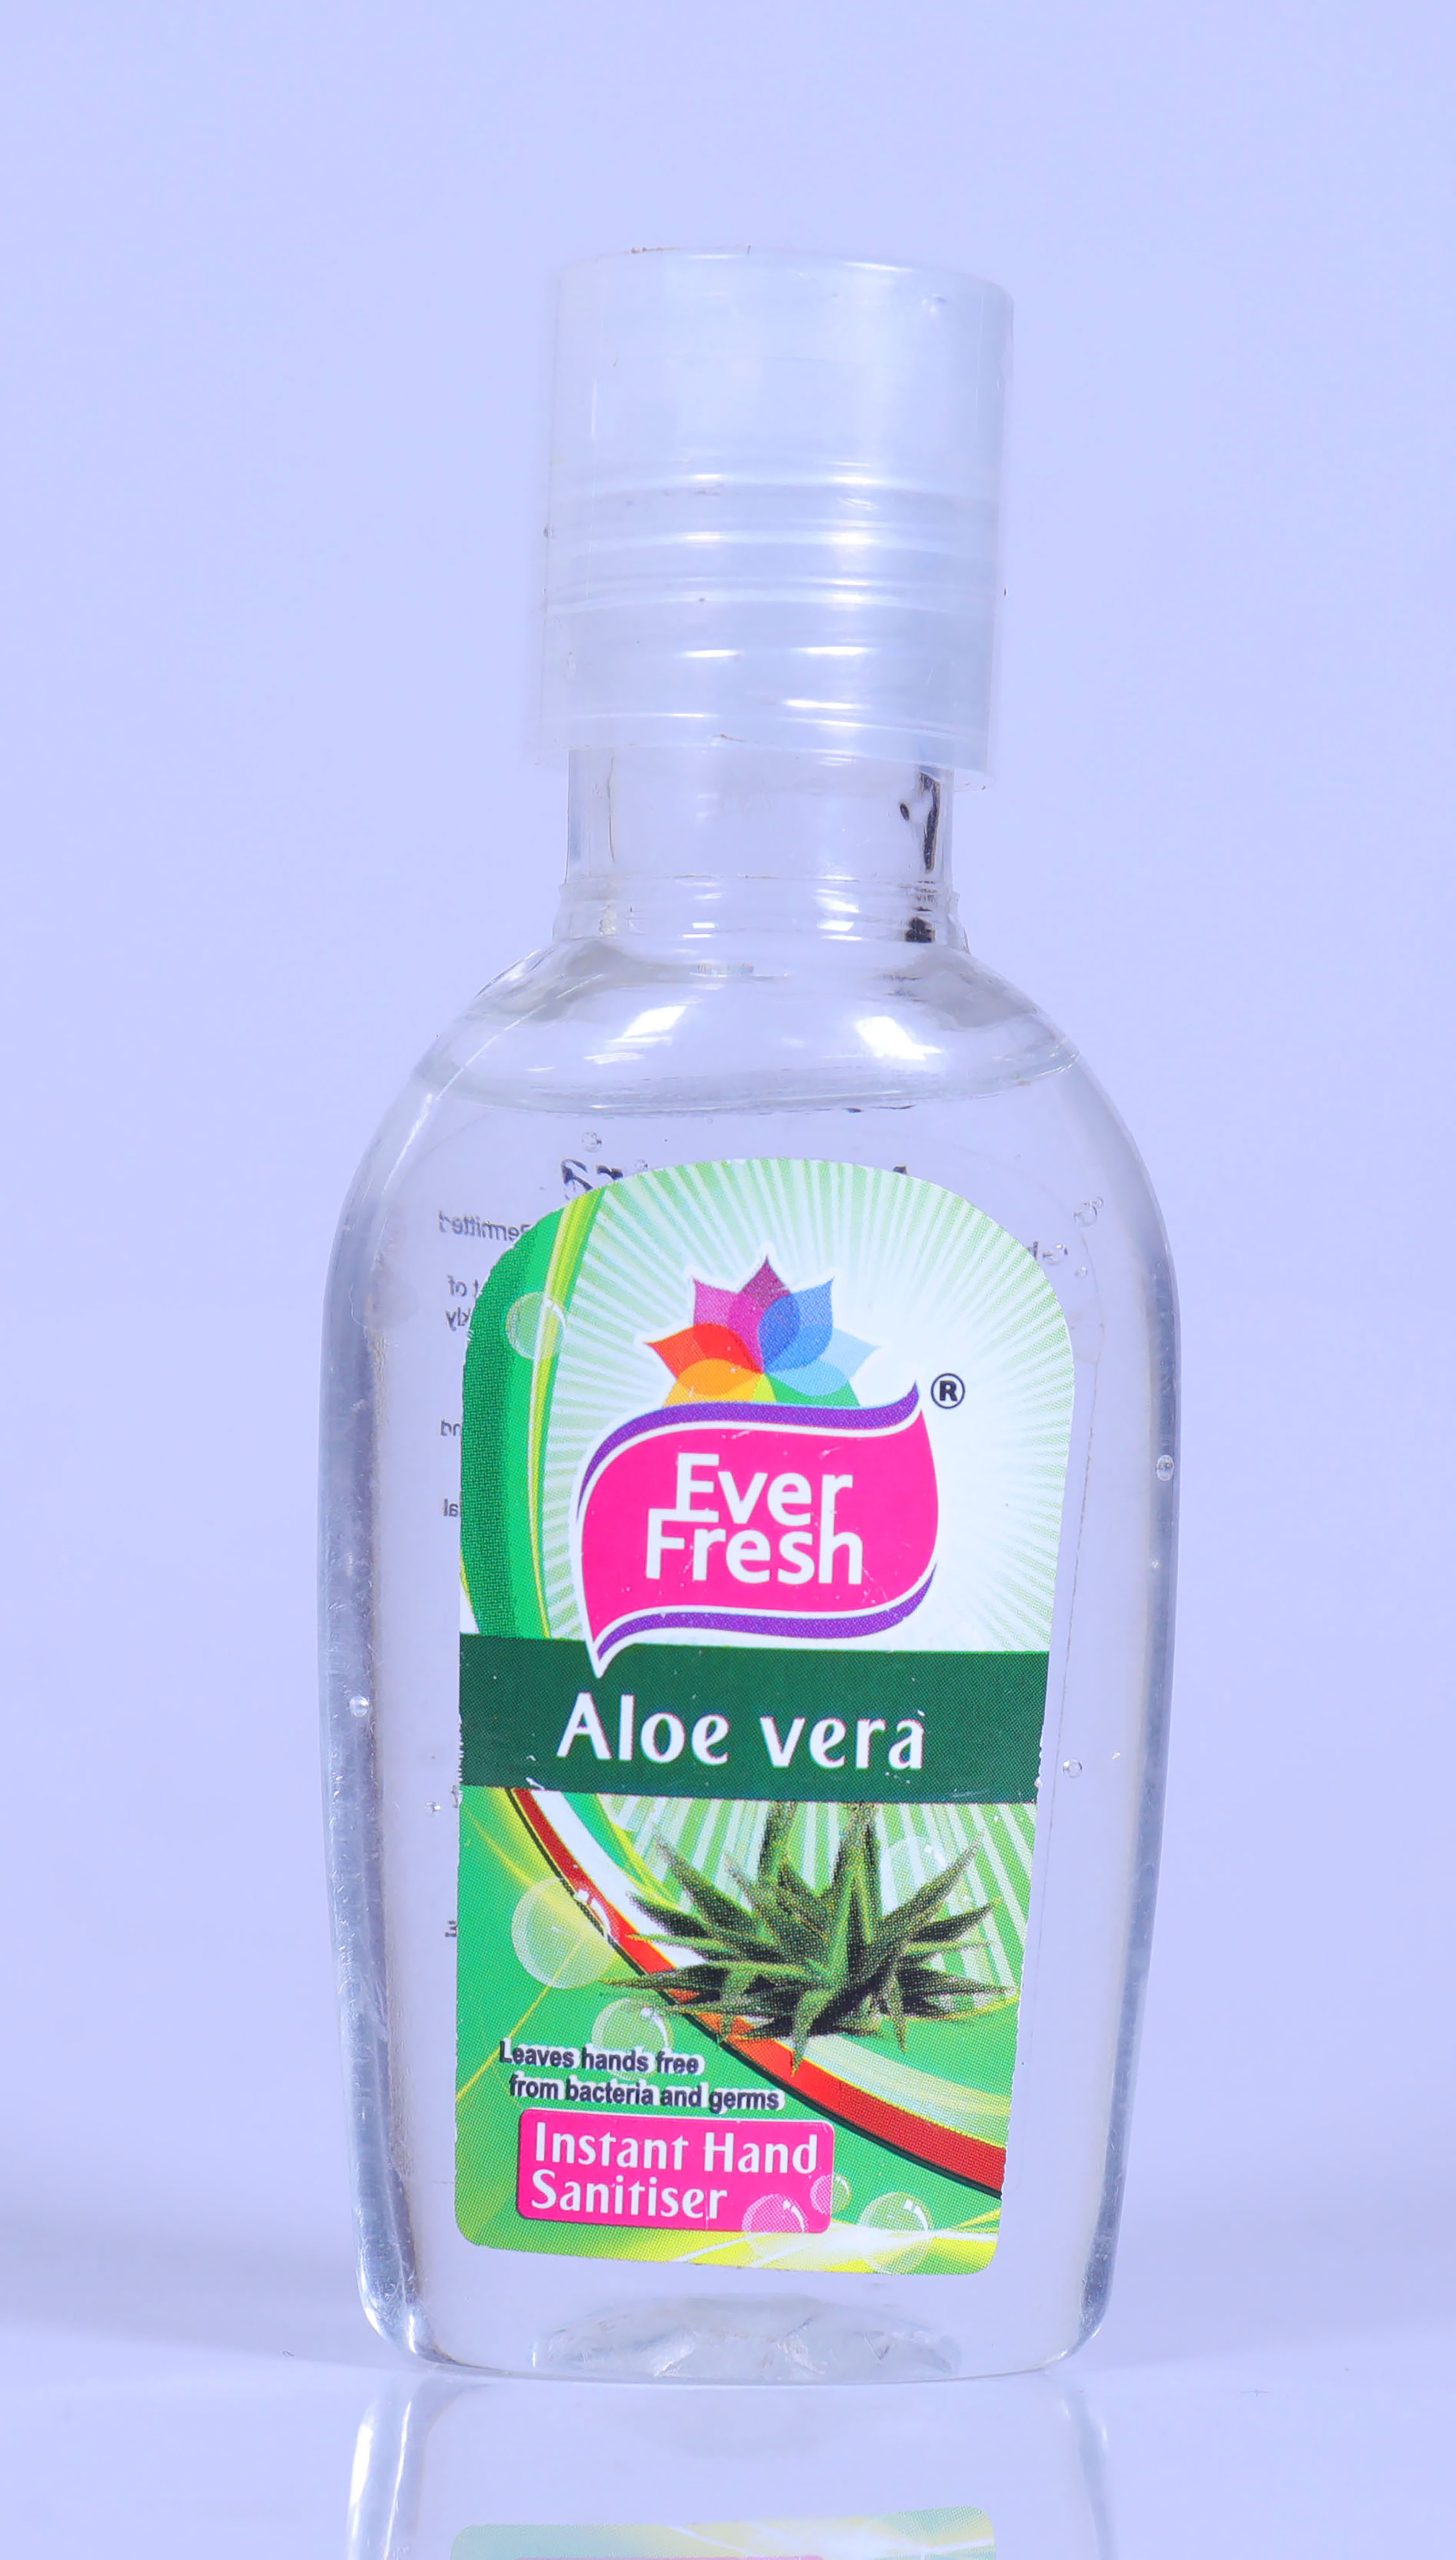 Ever
Fresh
®
Aloe vera
Leaves hands free
from bacteria and germs
Instant Hand
Sanitiser